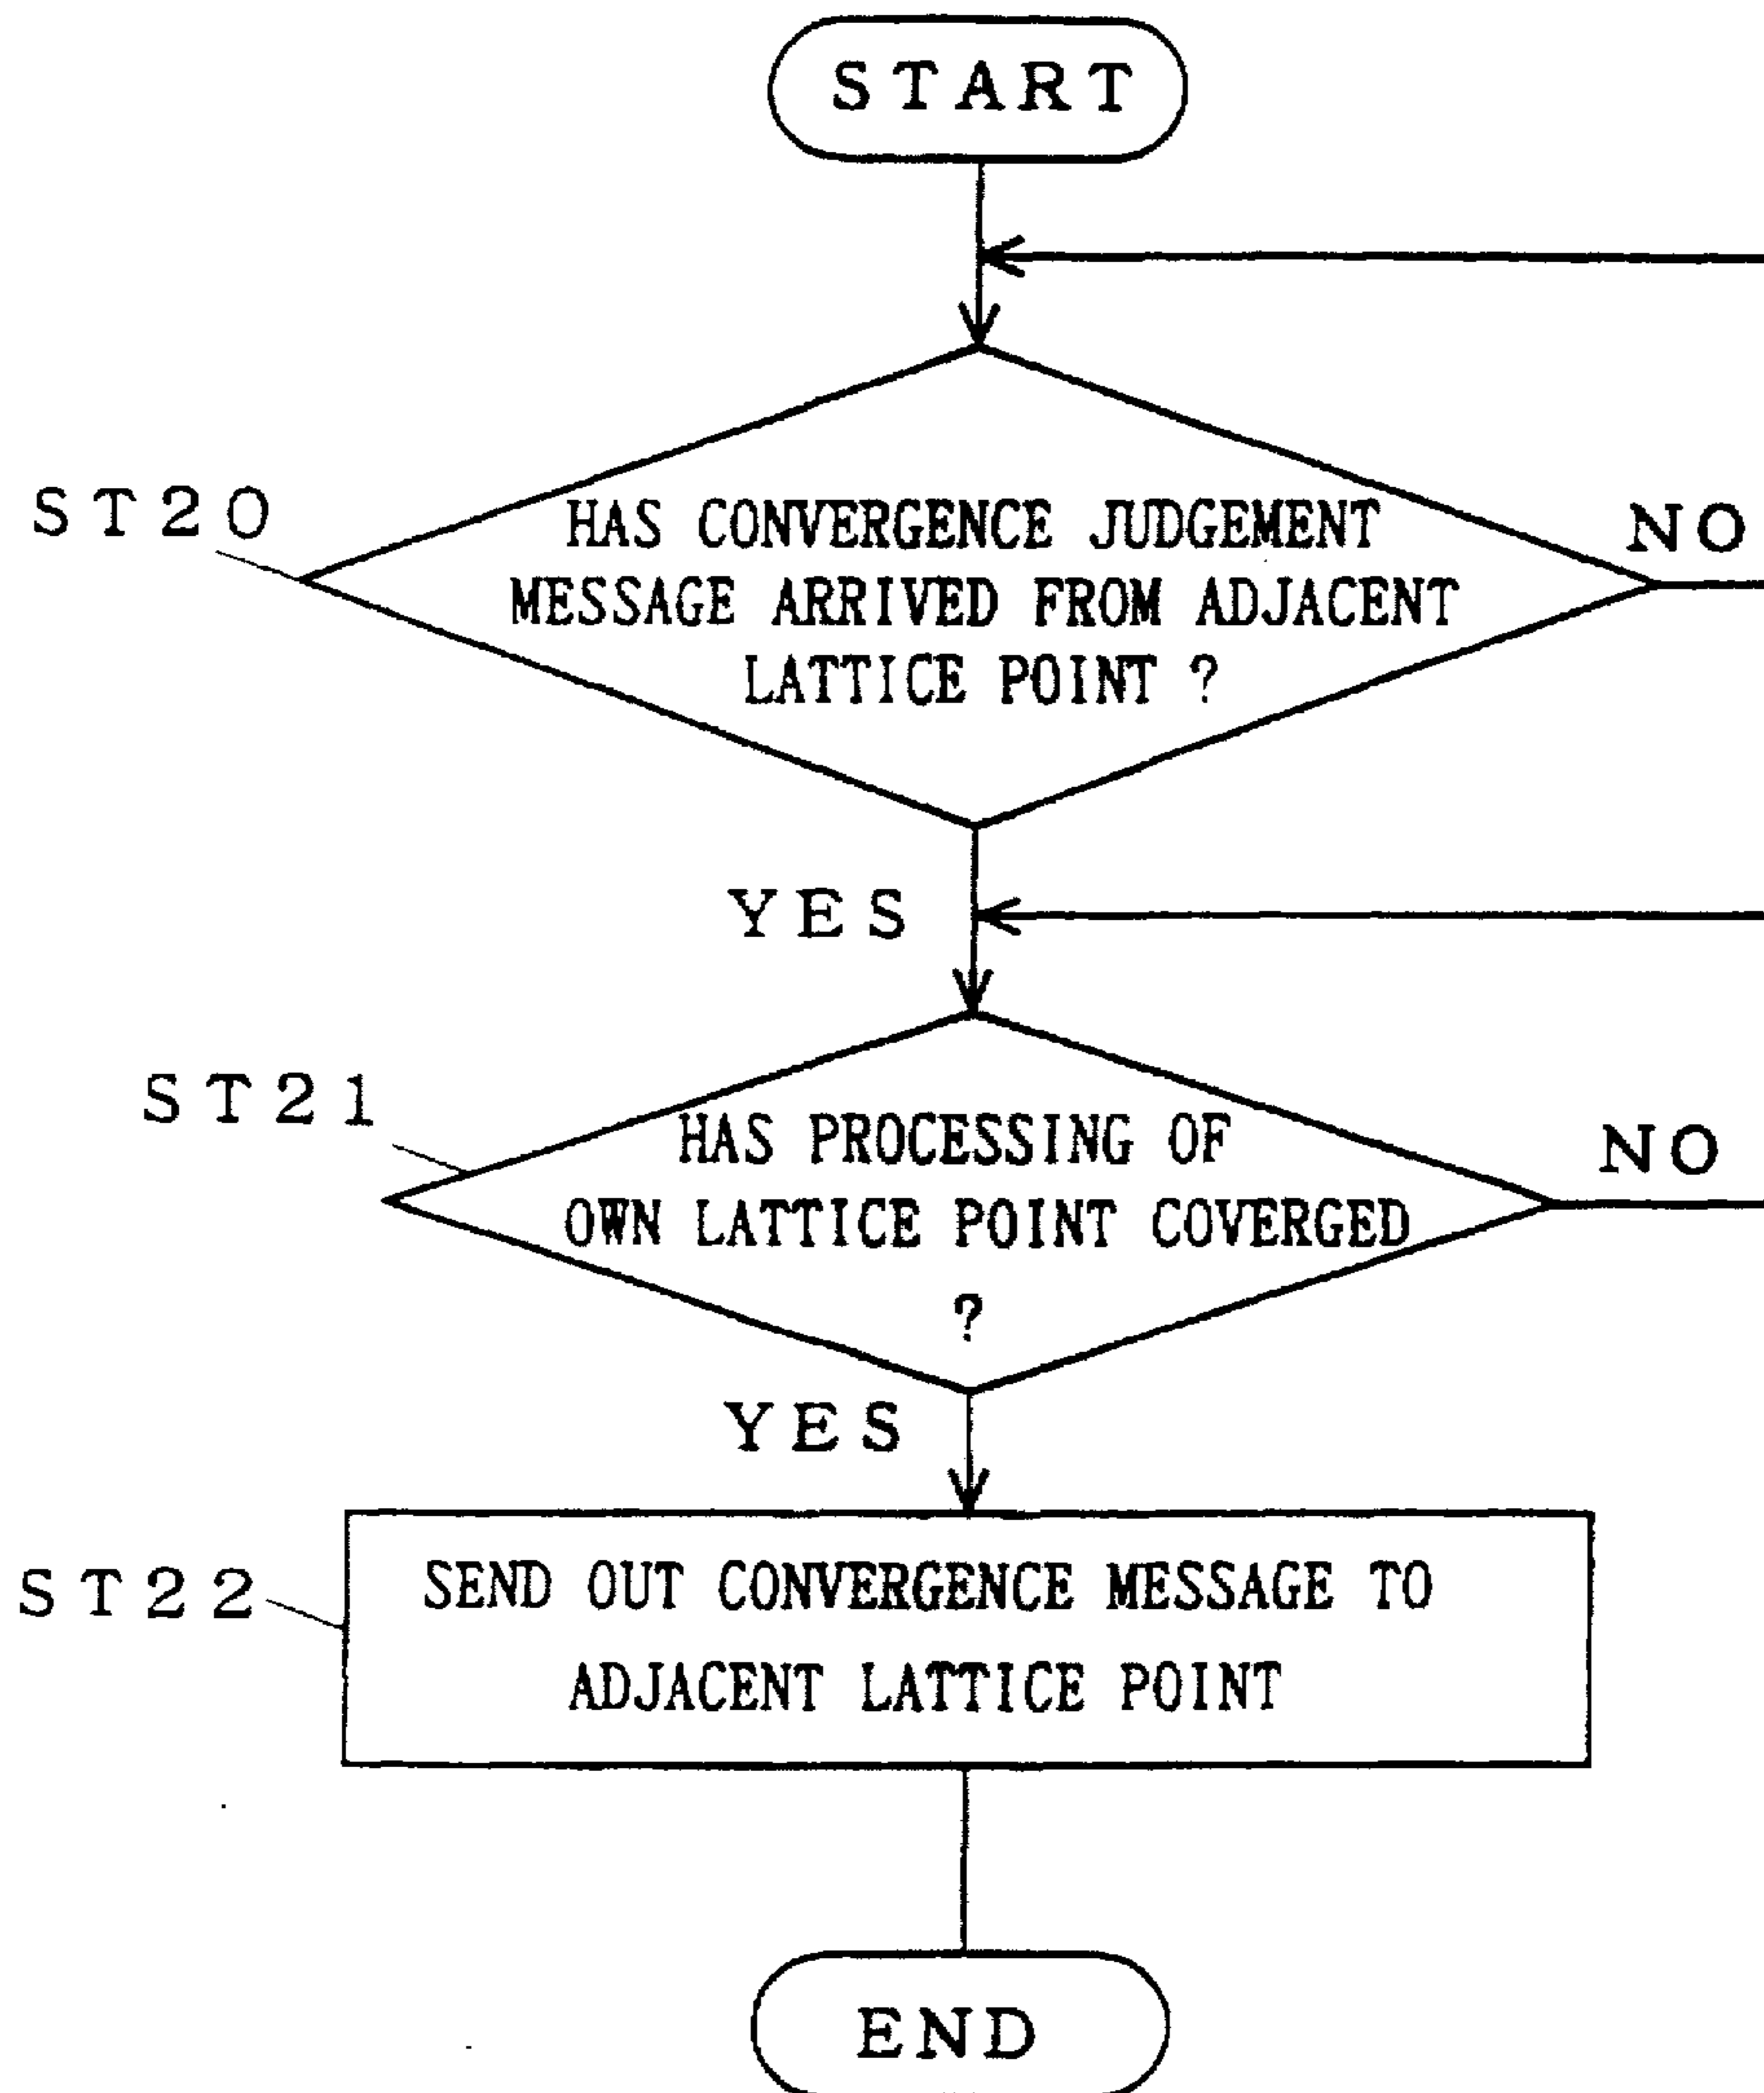 START
ST20
HAS CONVERGENCE JUDGEMENT
MESSAGE ARRIVED FROM ADJACENT
LATTICE POINT ?
NO
YES
ST21
HAS PROCESSING OF
OWN LATTICE POINT COVERGED
?
NO
YES
ST22
SEND OUT CONVERGENCE MESSAGE TO
ADJACENT LATTICE POINT
END